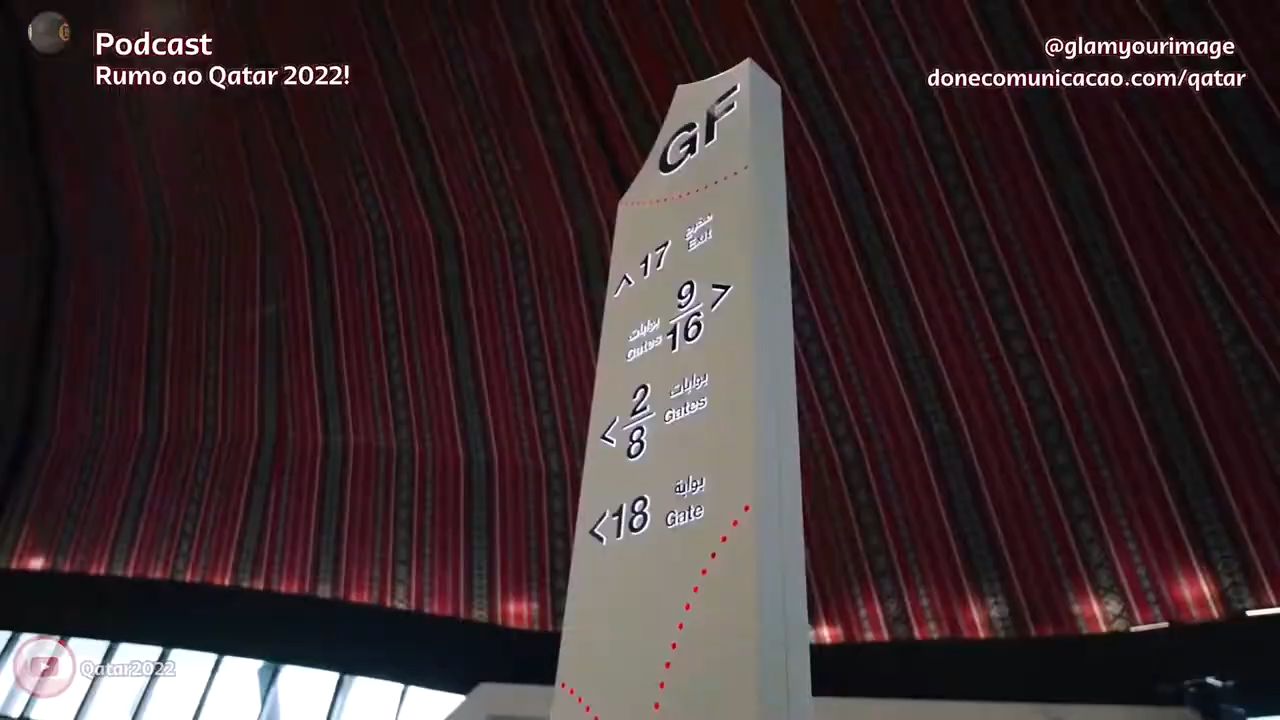 Podcast
Rumo ao Qatar 2022!
@glamyourimage
donecomunicacao.com/qatar
GF
^ 17
مخرج
Exit
بوابات
Gates
9
16
>
<
2
8
بوابات
Gates
<18
بوابة
Gate
Qatar2022